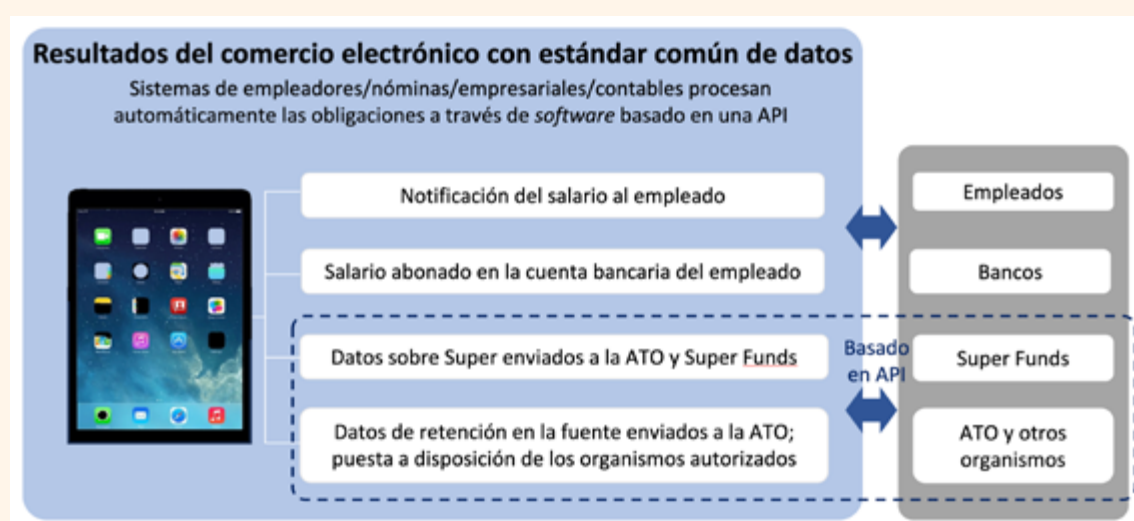 Resultados del comercio electrónico con estándar común de datos
Sistemas de empleadores/nóminas/empresariales/contables procesan
automáticamente las obligaciones a través de software basado en una API
Notificación del salario al empleado
Empleados
Salario abonado en la cuenta bancaria del empleado
Bancos
Datos sobre Super enviados a la ATO y Super Funds
Basado
en API
Super Funds
Datos de retención en la fuente enviados a la ATO;
puesta a disposición de los organismos autorizados
ATO y otros
organismos